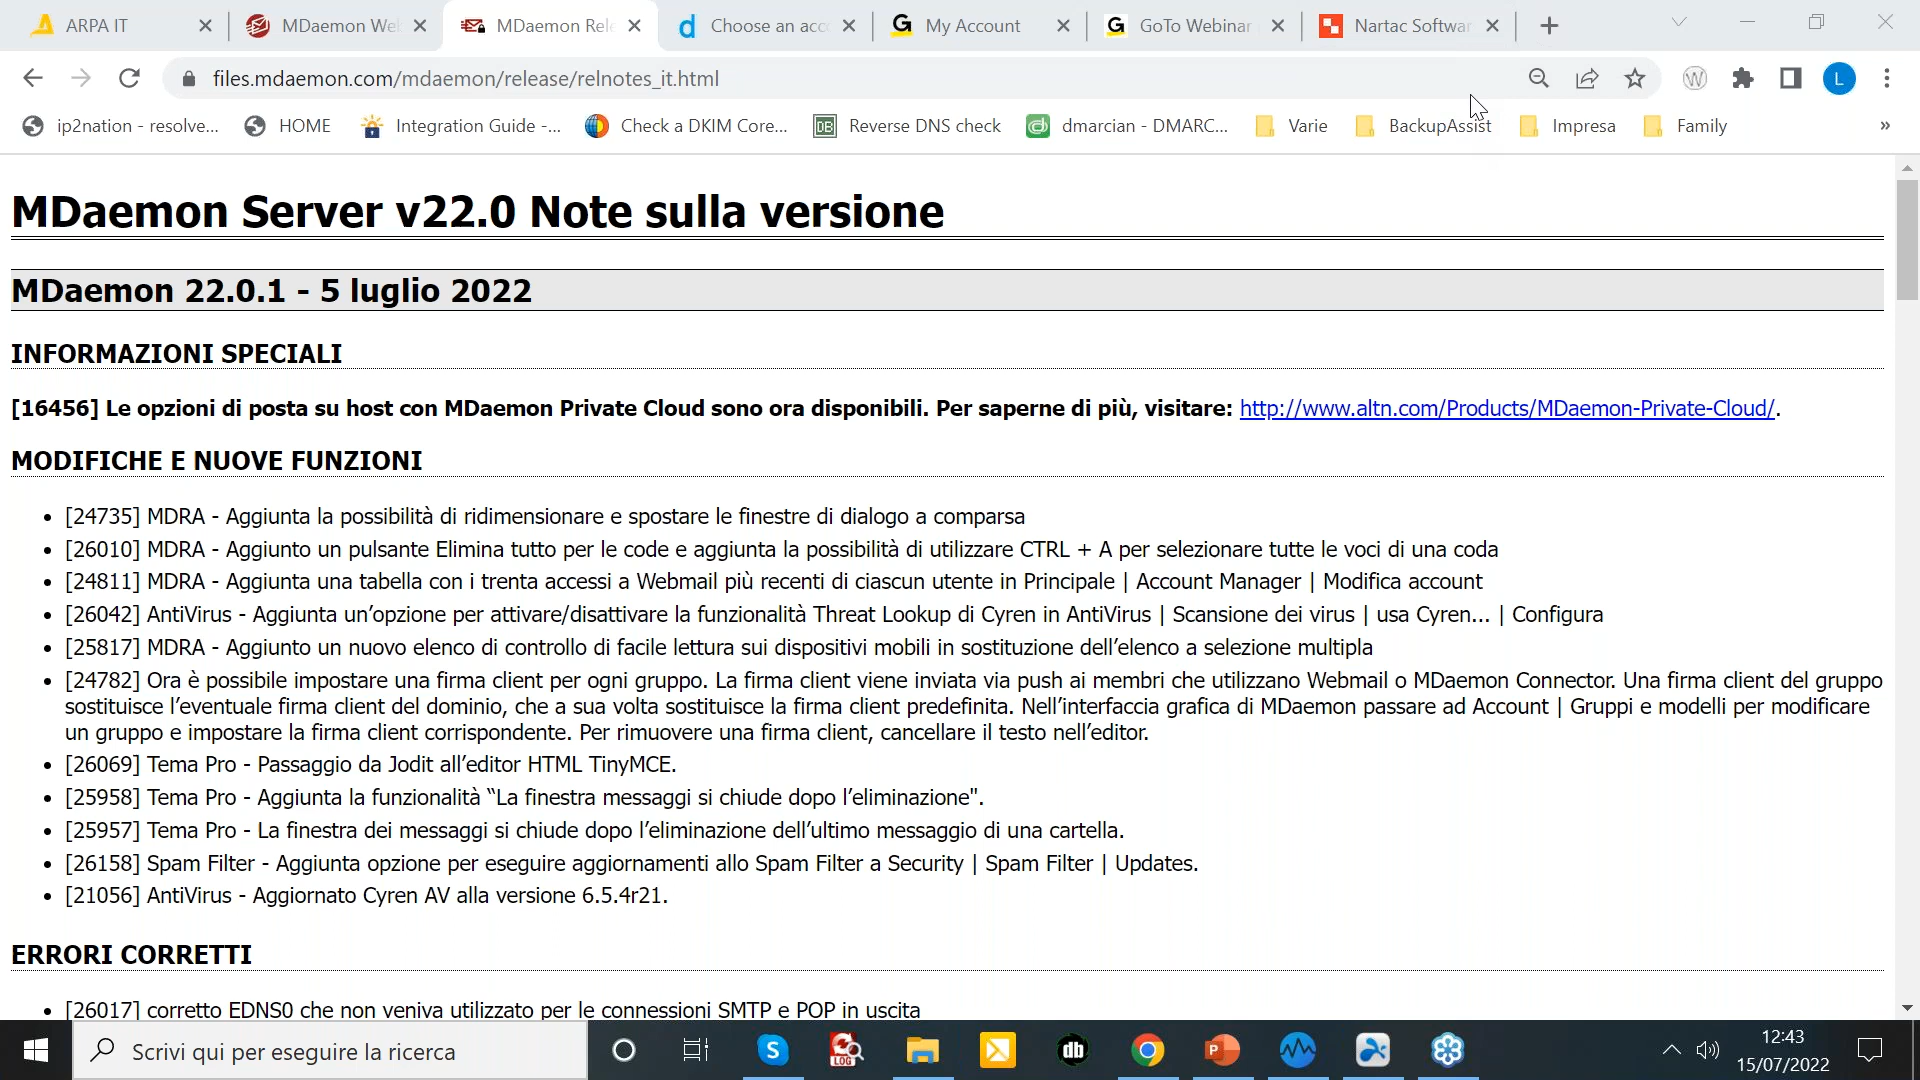 ARPA IT
MDaemon We
MDaemon Rele
Choose an acc
My Account
GoTo Webinar
Nartac Softwar
files.mdaemon.com/mdaemon/release/relnotes_it.html
L
ip2nation - resolve...
HOME
Integration Guide -...
Check a DKIM Core...
DB
Reverse DNS check
dmarcian - DMARC...
Varie
BackupAssist
Impresa
Family
»
MDaemon Server v22.0 Note sulla versione
MDaemon 22.0.1 - 5 luglio 2022
INFORMAZIONI SPECIALI
[16456] Le opzioni di posta su host con MDaemon Private Cloud sono ora disponibili. Per saperne di più, visitare: http://www.altn.com/Products/MDaemon-Private-Cloud/.
MODIFICHE E NUOVE FUNZIONI
• [24735] MDRA - Aggiunta la possibilità di ridimensionare e spostare le finestre di dialogo a comparsa
• [26010] MDRA - Aggiunto un pulsante Elimina tutto per le code e aggiunta la possibilità di utilizzare CTRL + A per selezionare tutte le voci di una coda
• [24811] MDRA - Aggiunta una tabella con i trenta accessi a Webmail più recenti di ciascun utente in Principale | Account Manager | Modifica account
• [26042] AntiVirus - Aggiunta un’opzione per attivare/disattivare la funzionalità Threat Lookup di Cyren in AntiVirus | Scansione dei virus | usa Cyren... | Configura
• [25817] MDRA - Aggiunto un nuovo elenco di controllo di facile lettura sui dispositivi mobili in sostituzione dell’elenco a selezione multipla
• [24782] Ora è possibile impostare una firma client per ogni gruppo. La firma client viene inviata via push ai membri che utilizzano Webmail o MDaemon Connector. Una firma client del gruppo
sostituisce l’eventuale firma client del dominio, che a sua volta sostituisce la firma client predefinita. Nell’interfaccia grafica di MDaemon passare ad Account | Gruppi e modelli per modificare
un gruppo e impostare la firma client corrispondente. Per rimuovere una firma client, cancellare il testo nell’editor.
• [26069] Tema Pro - Passaggio da Jodit all’editor HTML TinyMCE.
• [25958] Tema Pro - Aggiunta la funzionalità “La finestra messaggi si chiude dopo l’eliminazione".
• [25957] Tema Pro - La finestra dei messaggi si chiude dopo l’eliminazione dell’ultimo messaggio di una cartella.
• [26158] Spam Filter - Aggiunta opzione per eseguire aggiornamenti allo Spam Filter a Security | Spam Filter | Updates.
• [21056] AntiVirus - Aggiornato Cyren AV alla versione 6.5.4r21.
ERRORI CORRETTI
• [26017] corretto EDNS0 che non veniva utilizzato per le connessioni SMTP e POP in uscita
Scrivi qui per eseguire la ricerca
12:43
15/07/2022